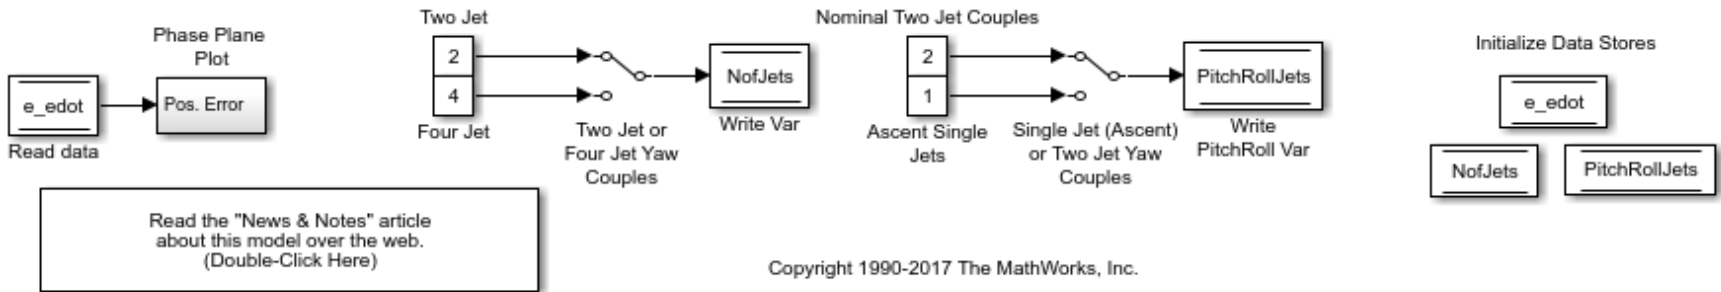 Phase Plane
Plot
e_edot
Pos. Error
Read data
Two Jet
2
4
Four Jet
Two Jet or
Four Jet Yaw
Couples
NofJets
Write Var
Nominal Two Jet Couples
2
1
Ascent Single
Jets
Single Jet (Ascent)
or Two Jet Yaw
Couples
PitchRollJets
Write
PitchRoll Var
Initialize Data Stores
e_edot
NofJets
PitchRollJets
Read the "News & Notes" article
about this model over the web.
(Double-Click Here)
Copyright 1990-2017 The MathWorks, Inc.